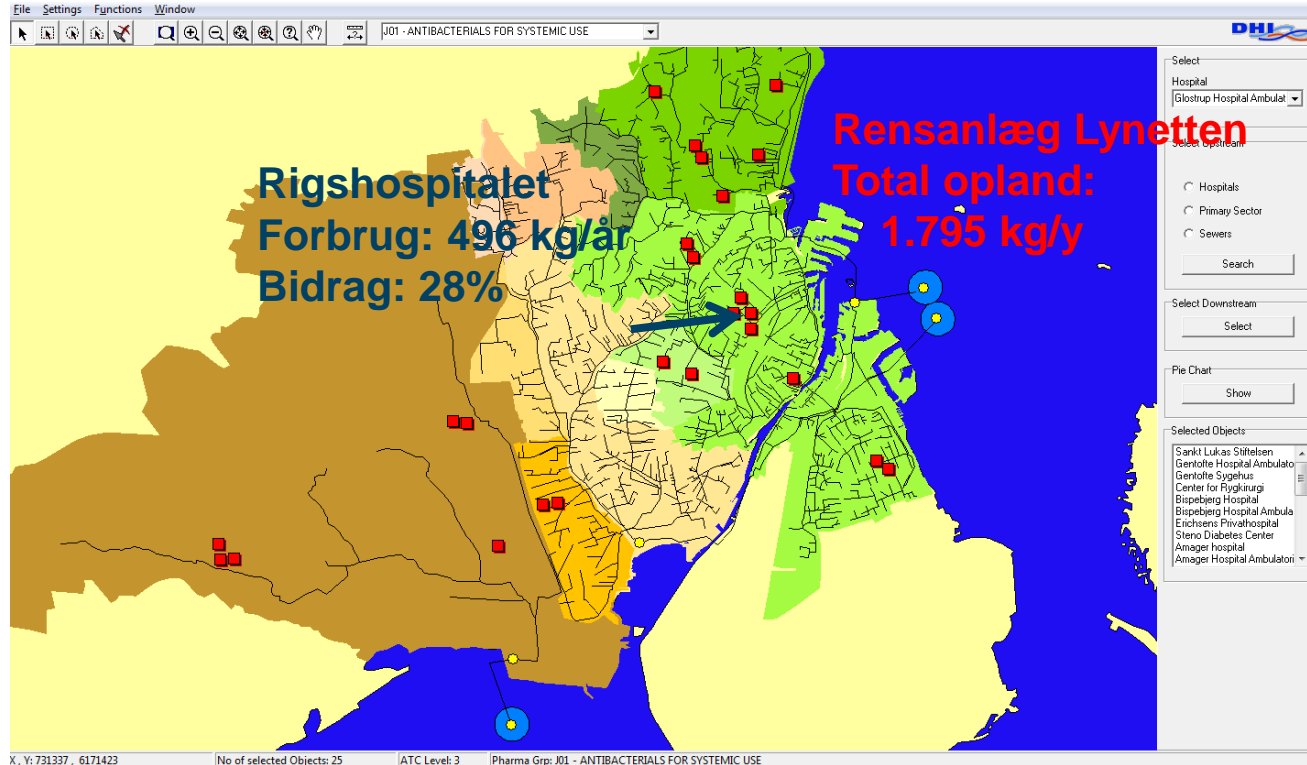 File Settings Functions Window
J01 - ANTIBACTERIALS FOR SYSTEMIC USE
DHI
Select
Hospital
Glostrup Hospital Ambulat
Rensanlæg Lynetten
Total opland:
1.795 kg/y
Rigshospitalet
Forbrug: 496 kg/år
Bidrag: 28%
Select Upstream
Hospitals
Primary Sector
Sewers
Search
Select Downstream
Select
Pie Chart
Show
Selected Objects
Sankt Lukas Stiftelsen
Gentofte Hospital Ambulato
Gentofte Sygehus
Center for Rygkirurgi
Bispebjerg Hospital
Bispebjerg Hospital Ambula
Erichsens Privathospital
Steno Diabetes Center
Amager hospital
Amager Hospital Ambulatori
X , Y: 731337 , 6171423 No of selected Objects: 25 ATC Level: 3 Pharma Grp: J01 - ANTIBACTERIALS FOR SYSTEMIC USE